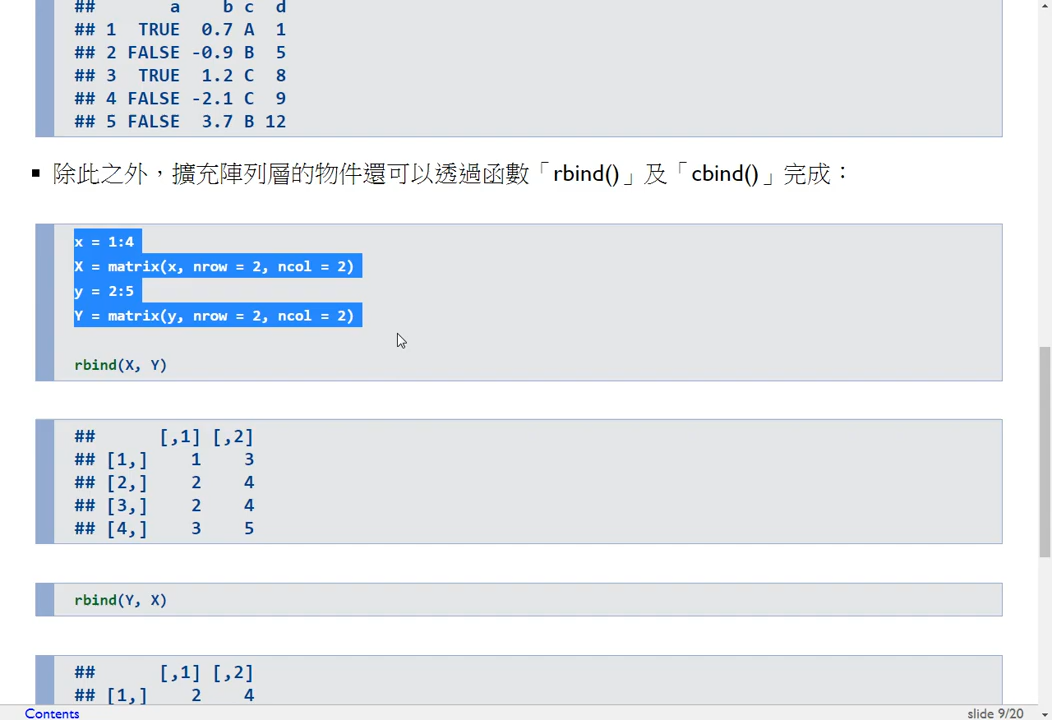 ##        a    b c  d
## 1  TRUE  0.7 A  1
## 2 FALSE -0.9 B  5
## 3  TRUE  1.2 C  8
## 4 FALSE -2.1 C  9
## 5 FALSE  3.7 B 12
▪ 除此之外，擴充陣列層的物件還可以透過函數「rbind()」及「cbind()」完成：
x = 1:4
X = matrix(x, nrow = 2, ncol = 2)
y = 2:5
Y = matrix(y, nrow = 2, ncol = 2)
rbind(X, Y)
##      [,1] [,2]
## [1,]    1    3
## [2,]    2    4
## [3,]    2    4
## [4,]    3    5
rbind(Y, X)
##      [,1] [,2]
## [1,]    2    4
Contents
slide 9/20